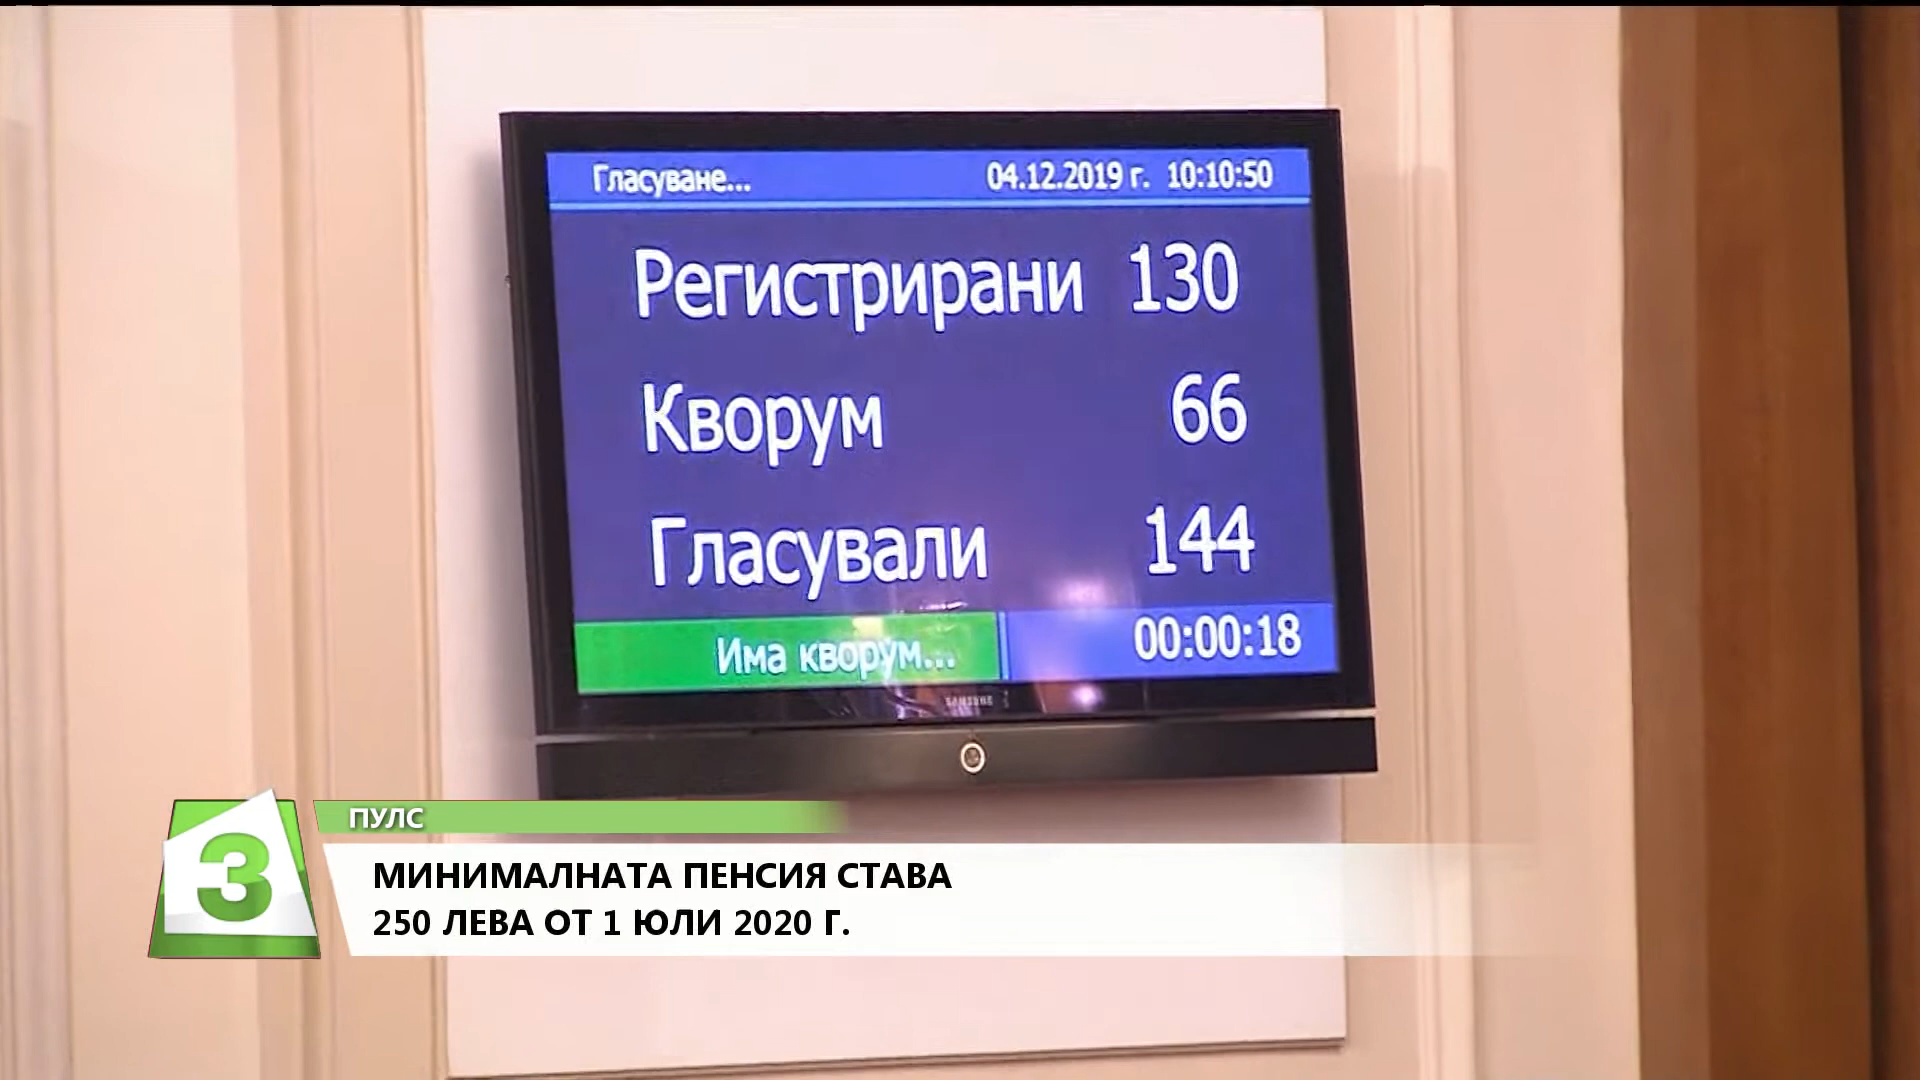 Гласуване... 04.12.2019 г. 10:10:50
Регистрирани 130
Кворум 66
Гласували 144
Има кворум... 00:00:18
SAMSUNG
3
ПУЛС
МИНИМАЛНАТА ПЕНСИЯ СТАВА
250 ЛЕВА ОТ 1 ЮЛИ 2020 Г.